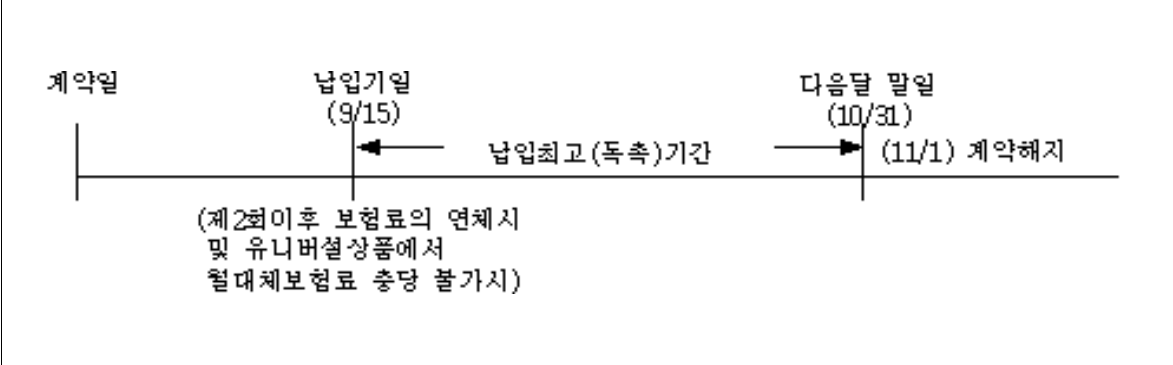 계약일
납입기일
(9/15)
다음달 말일
(10/31)
납입최고(독촉)기간
(11/1) 계약해지
(제2회이후 보험료의 연체시
및 유니버셜상품에서
월대체보험료 충당 불가시)